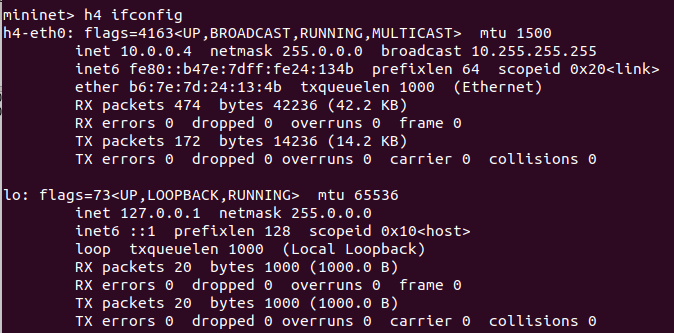 mininet> h4 ifconfig
h4-eth0: flags=4163<UP,BROADCAST,RUNNING,MULTICAST>  mtu 1500
        inet 10.0.0.4  netmask 255.0.0.0  broadcast 10.255.255.255
        inet6 fe80::b47e:7dff:fe24:134b  prefixlen 64  scopeid 0x20<link>
        ether b6:7e:7d:24:13:4b  txqueuelen 1000  (Ethernet)
        RX packets 474  bytes 42236 (42.2 KB)
        RX errors 0  dropped 0  overruns 0  frame 0
        TX packets 172  bytes 14236 (14.2 KB)
        TX errors 0  dropped 0 overruns 0  carrier 0  collisions 0

lo: flags=73<UP,LOOPBACK,RUNNING>  mtu 65536
        inet 127.0.0.1  netmask 255.0.0.0
        inet6 ::1  prefixlen 128  scopeid 0x10<host>
        loop  txqueuelen 1000  (Local Loopback)
        RX packets 20  bytes 1000 (1000.0 B)
        RX errors 0  dropped 0  overruns 0  frame 0
        TX packets 20  bytes 1000 (1000.0 B)
        TX errors 0  dropped 0 overruns 0  carrier 0  collisions 0